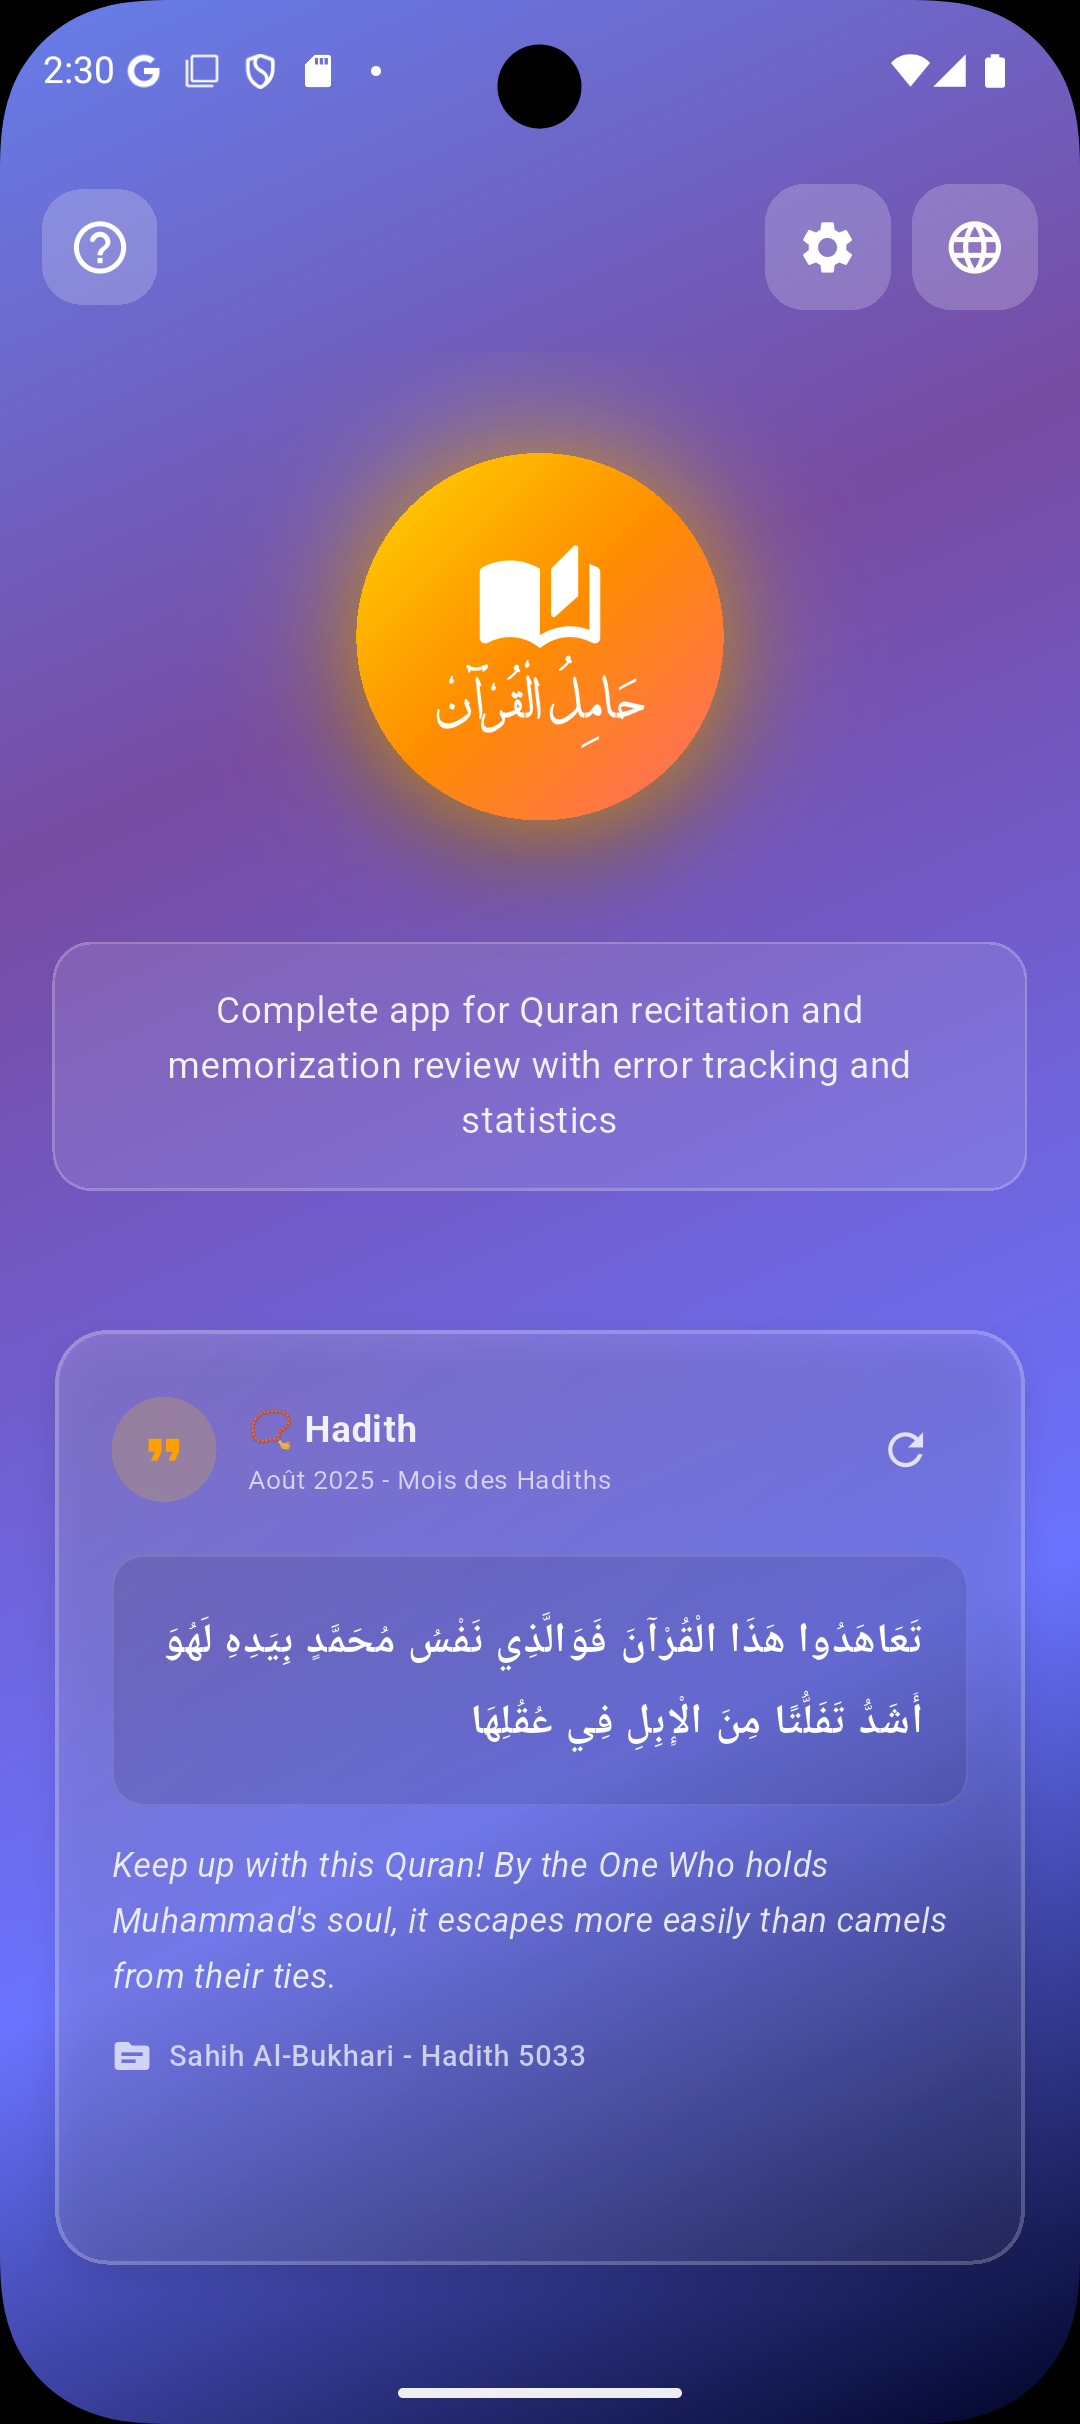 2:30
حَامِلُ الْقُرْآن
Complete app for Quran recitation and
memorization review with error tracking and
statistics
Hadith
Août 2025 - Mois des Hadiths
تَعَاهَدُوا هَذَا الْقُرْآنَ فَوَالَّذِي نَفْسُ مُحَمَّدٍ بِيَدِهِ لَهُوَ
أَشَدُّ تَفَلُّتًا مِنَ الْإِبِلِ فِي عُقُلِهَا
Keep up with this Quran! By the One Who holds
Muhammad's soul, it escapes more easily than camels
from their ties.
Sahih Al-Bukhari - Hadith 5033